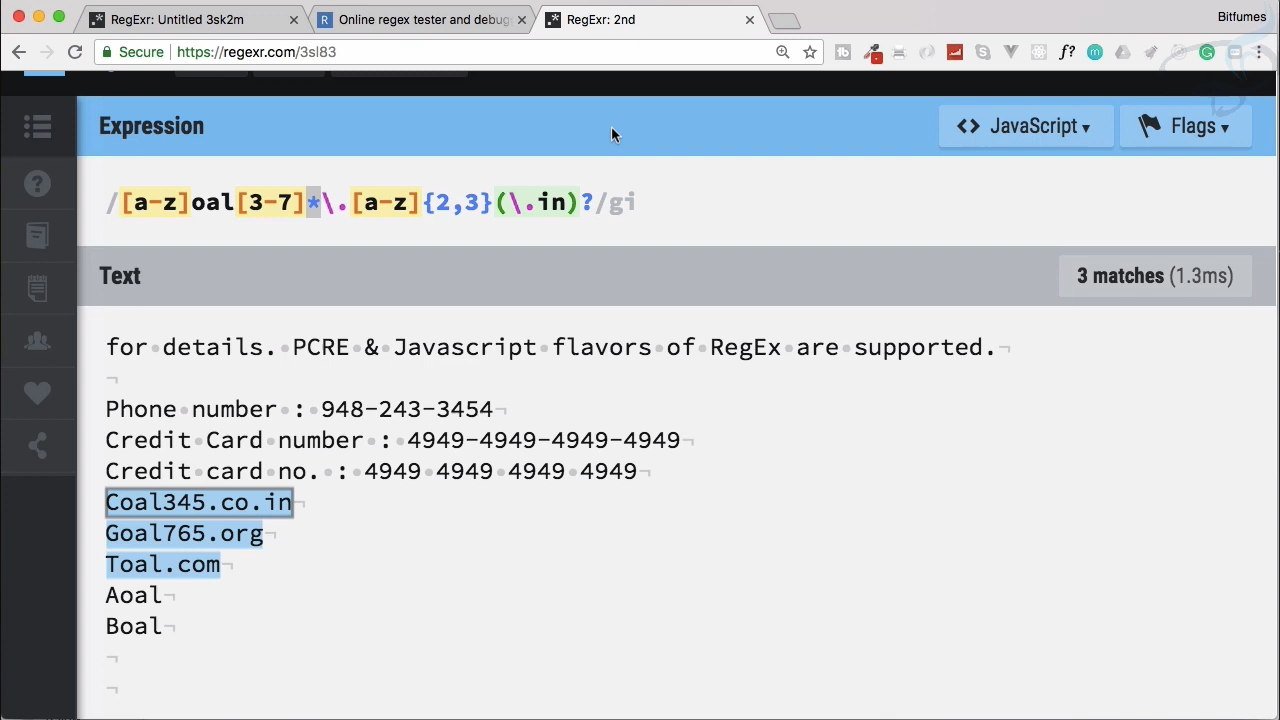 RegExr: Untitled 3sk2m
Online regex tester and debug
RegExr: 2nd
Bitfumes
Secure
https://regexr.com/3sl83
Expression
JavaScript
Flags
/[a-z]oal[3-7]*\.[a-z]{2,3}(\.in)?/gi
Text
3 matches (1.3ms)
for details. PCRE & Javascript flavors of RegEx are supported.
Phone number : 948-243-3454
Credit Card number : 4949-4949-4949-4949
Credit card no. : 4949 4949 4949 4949
Coal345.co.in
Goal765.org
Toal.com
Aoal
Boal